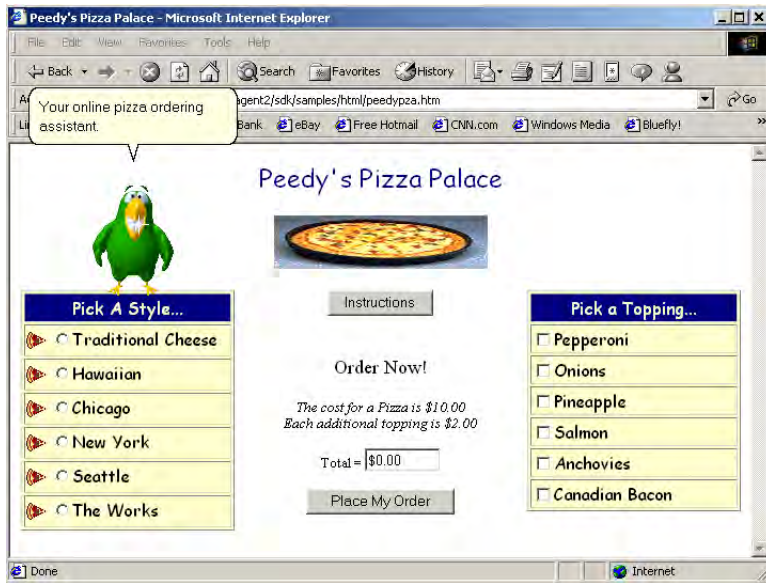 Peedy's Pizza Palace - Microsoft Internet Explorer
File Edit View Favorites Tools Help
Back Search Favorites History
Your online pizza ordering
assistant.
agent2/sdk/samples/html/peedypza.htm Go
Bank eBay Free Hotmail CNN.com Windows Media Bluefly! »
Peedy's Pizza Palace
Pick A Style...
Traditional Cheese
Hawaiian
Chicago
New York
Seattle
The Works
Instructions
Order Now!
The cost for a Pizza is $10.00
Each additional topping is $2.00
Total = $0.00
Place My Order
Pick a Topping...
Pepperoni
Onions
Pineapple
Salmon
Anchovies
Canadian Bacon
Done Internet